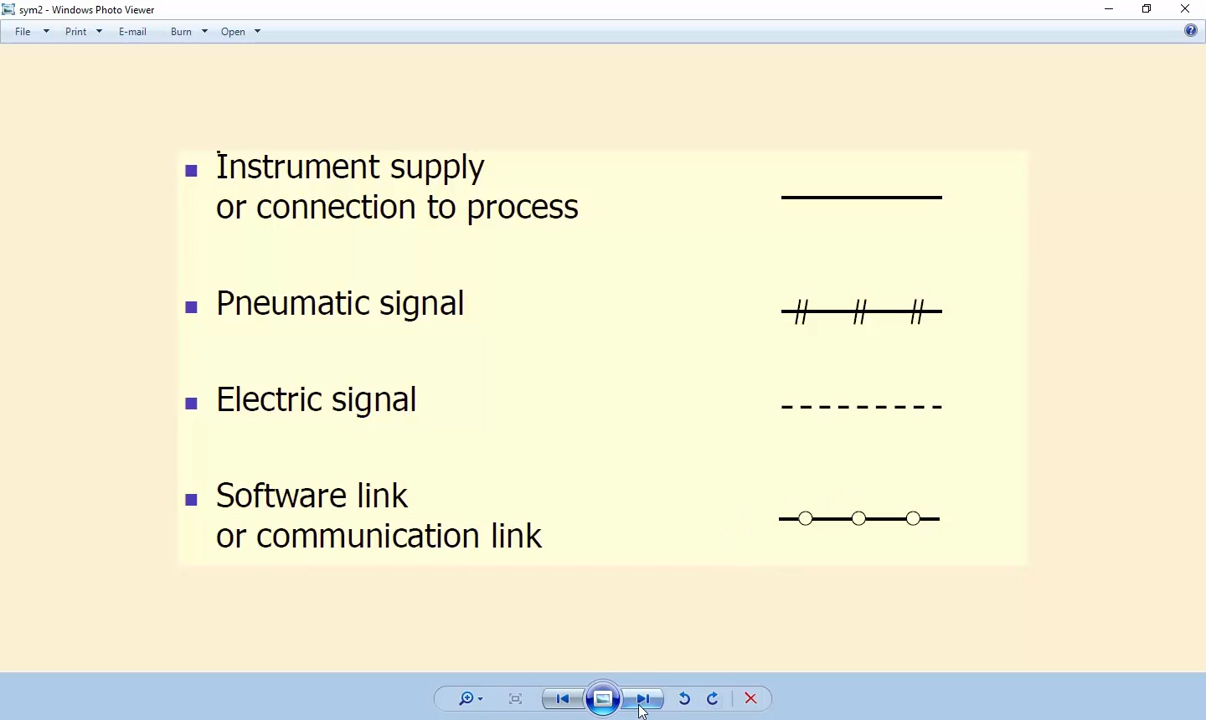 sym2 - Windows Photo Viewer
File Print E-mail Burn Open
Instrument supply
or connection to process
Pneumatic signal
Electric signal
Software link
or communication link